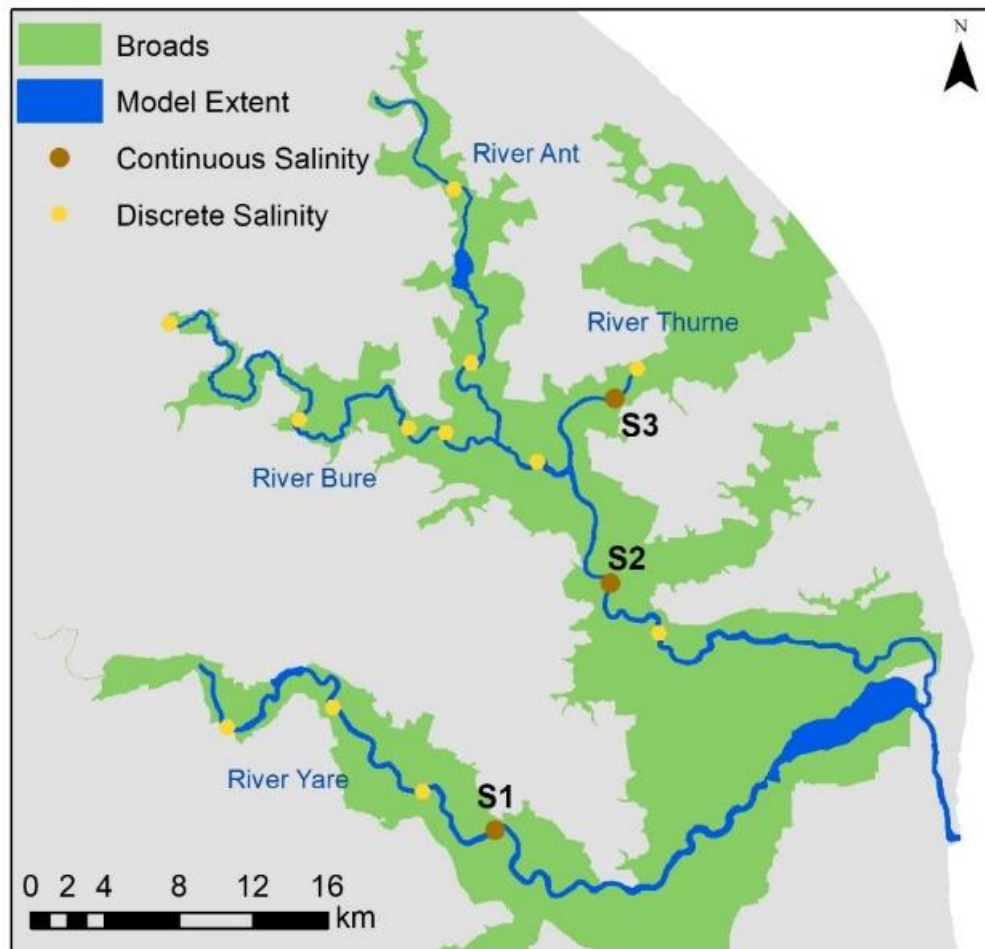 Broads
N
Model Extent
Continuous Salinity
River Ant
Discrete Salinity
River Thurne
S3
River Bure
S2
River Yare
S1
0 2 4 8 12 16
km